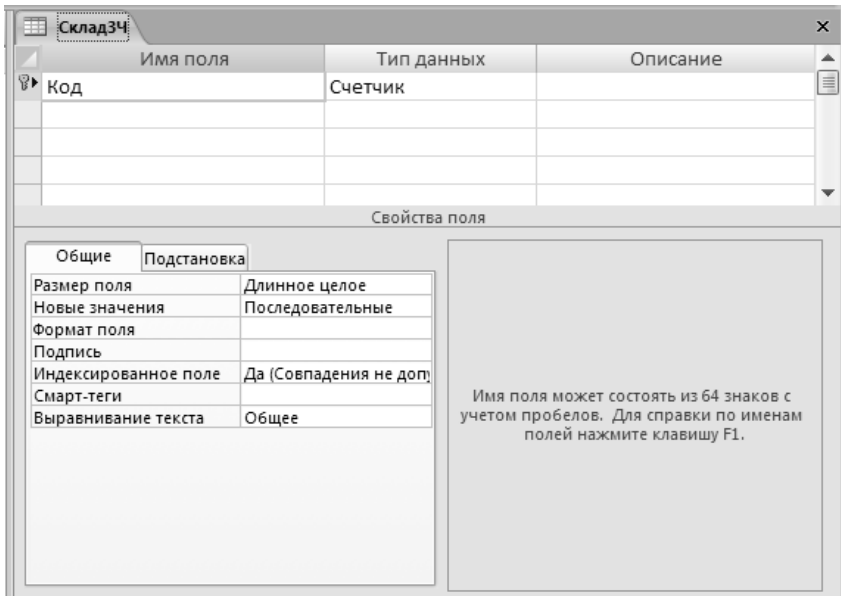 СкладЗЧ
Имя поля Тип данных Описание
Код Счетчик
Свойства поля
Общие Подстановка
Размер поля Длинное целое
Новые значения Последовательные
Формат поля
Подпись
Индексированное поле Да (Совпадения не допу
Смарт-теги
Выравнивание текста Общее
Имя поля может состоять из 64 знаков с
учетом пробелов. Для справки по именам
полей нажмите клавишу F1.